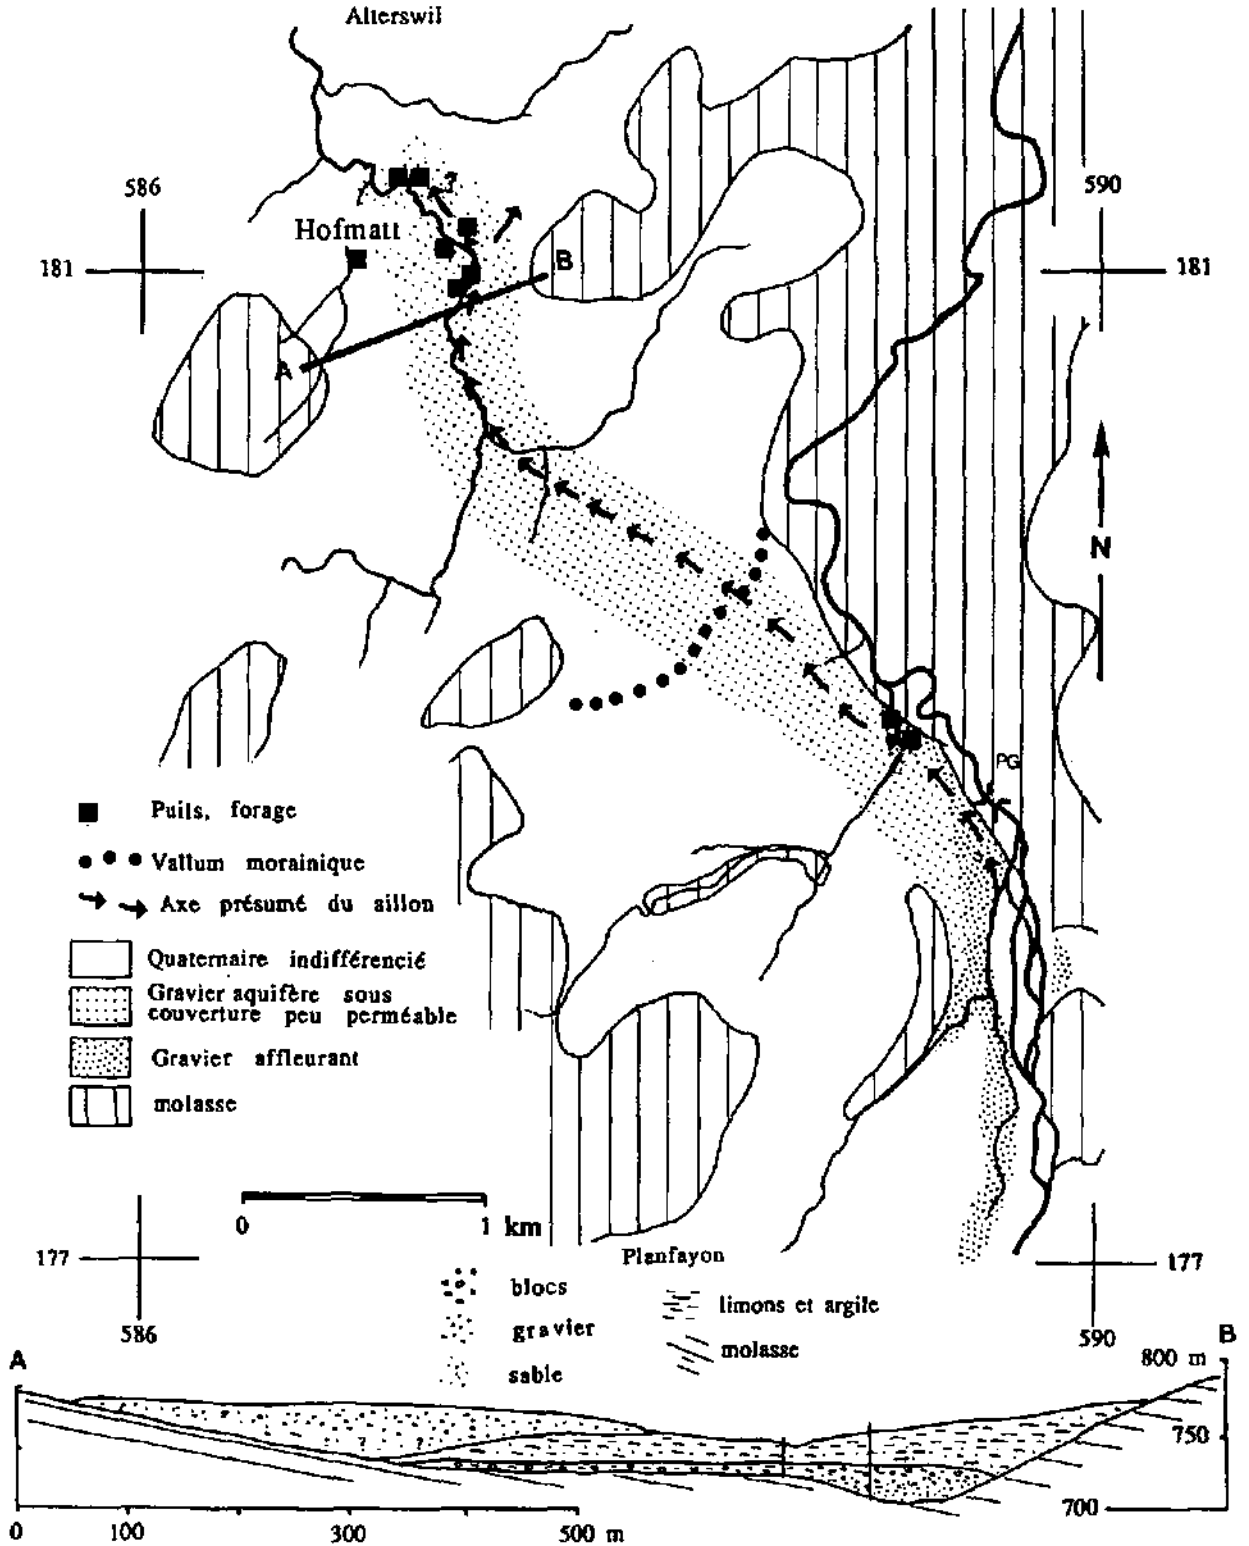 Alterswil
586
590
Hofmatt
?
181
181
B
A
N
PG
Puits, forage
Vallum morainique
Axe présumé du sillon
Quaternaire indifférencié
Gravier aquifère sous
couverture peu perméable
Gravier affleurant
molasse
0
1 km
177
177
Planfayon
blocs
limons et argile
gravier
molasse
sable
586
590
A
B
800 m
750
700
? ?
0
100
300
500 m